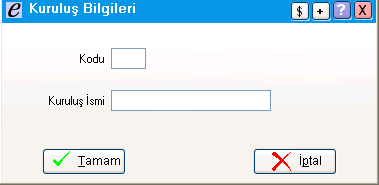 e Kuruluş Bilgileri $ + ? X
Kodu
Kuruluş İsmi
Tamam İptal